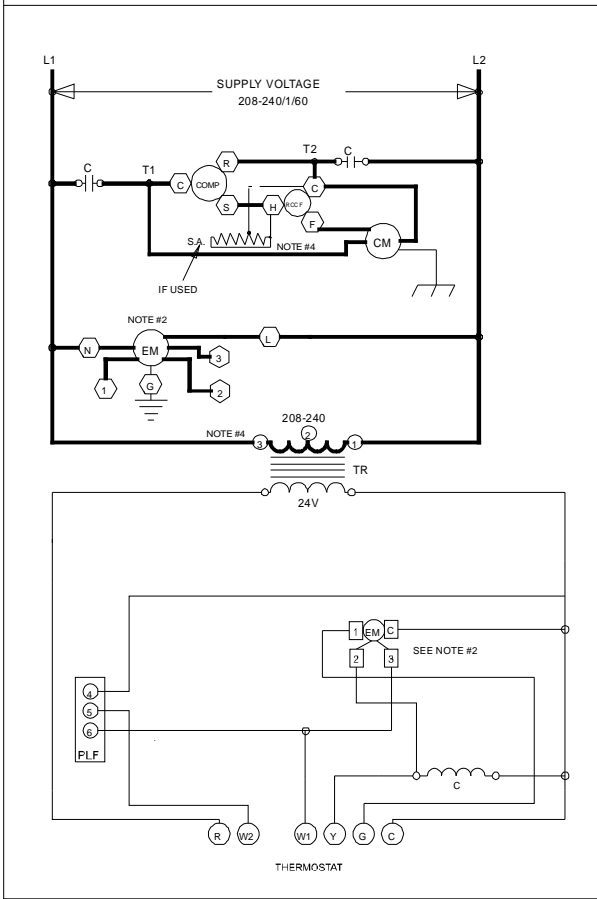 L1
L2
SUPPLY VOLTAGE
208-240/1/60
C
T1
T2
C
C
COMP
R
S
H
C
RCCF
F
CM
S.A.
NOTE #4
IF USED
NOTE #2
N
EM
L
3
1
G
2
208-240
NOTE #4
3
2
1
TR
24V
1
EM
C
2
3
SEE NOTE #2
4
5
6
PLF
C
R
W2
W1
Y
G
C
THERMOSTAT